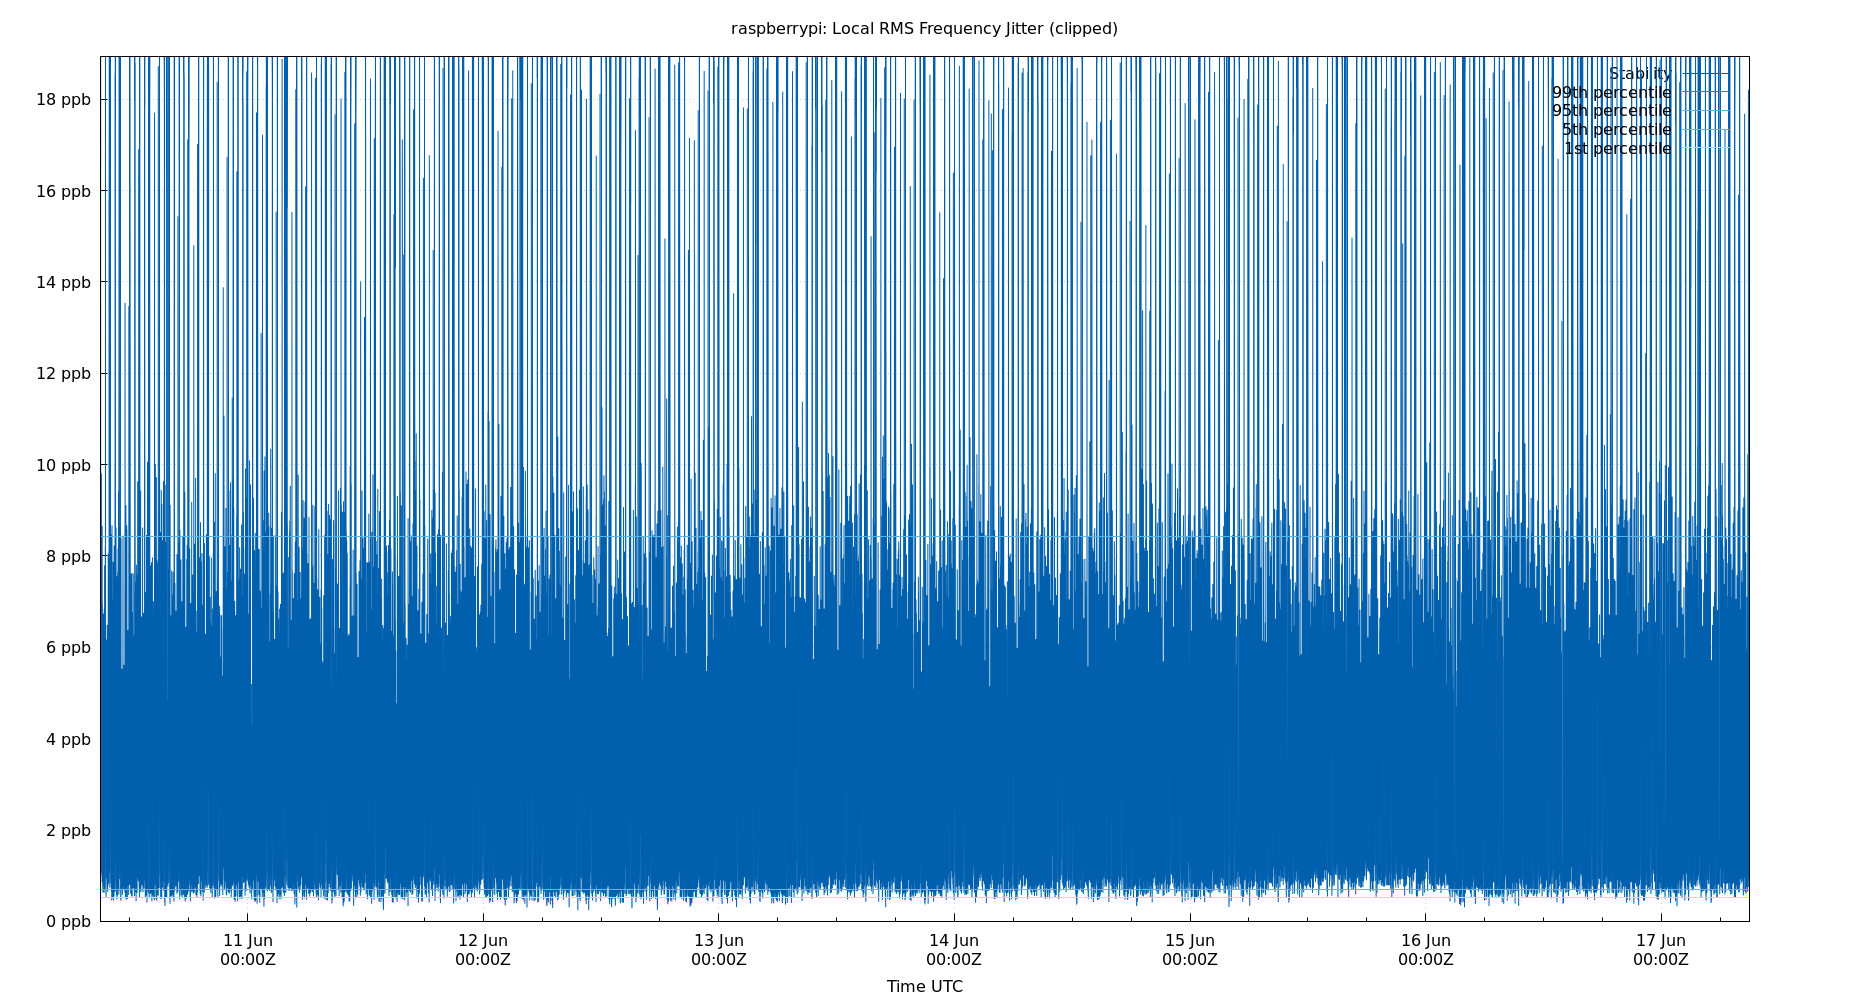 raspberrypi: Local RMS Frequency Jitter (clipped)
Stability
99th percentile
95th percentile
5th percentile
1st percentile
18 ppb
16 ppb
14 ppb
12 ppb
10 ppb
8 ppb
6 ppb
4 ppb
2 ppb
0 ppb
11 Jun 12 Jun 13 Jun 14 Jun 15 Jun 16 Jun 17 Jun
00:00Z 00:00Z 00:00Z 00:00Z 00:00Z 00:00Z 00:00Z
Time UTC